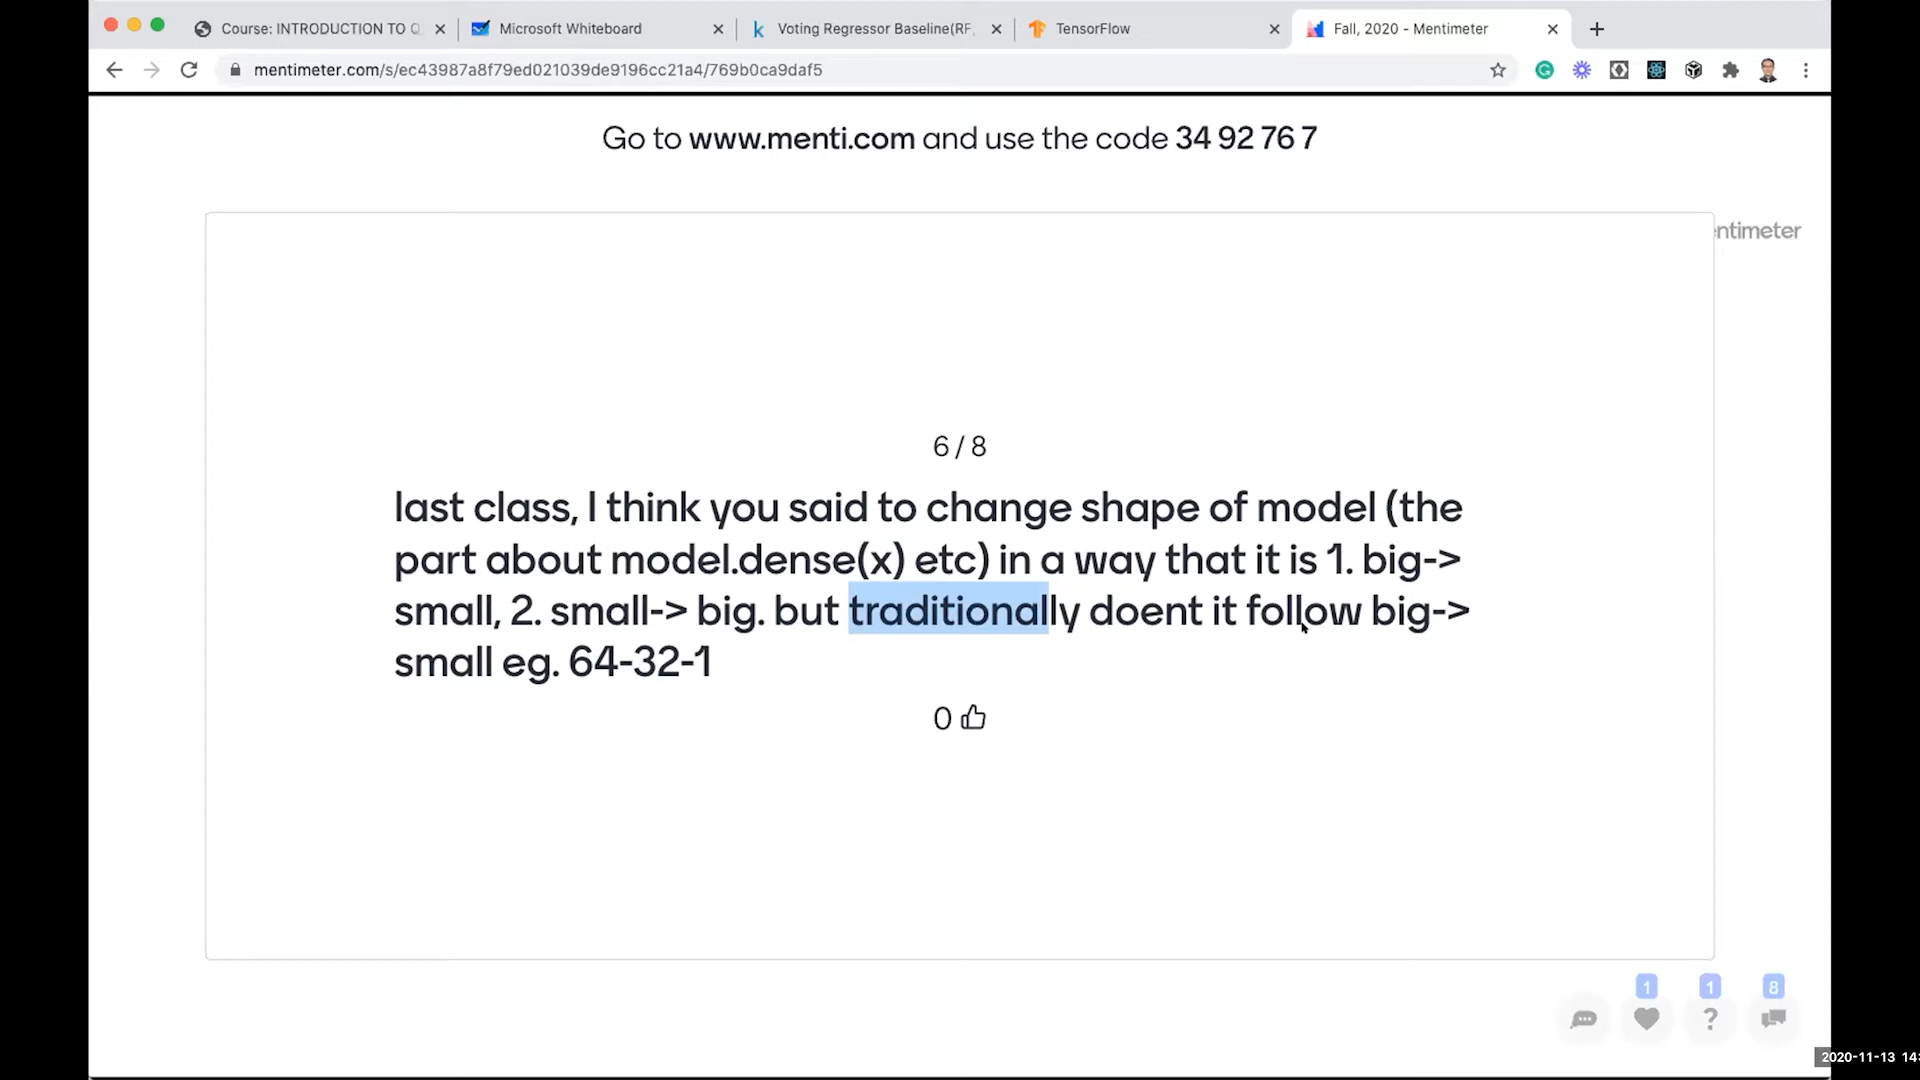 Course: INTRODUCTION TO Q
Microsoft Whiteboard
Voting Regressor Baseline(RF,
TensorFlow
Fall, 2020 - Mentimeter
mentimeter.com/s/ec43987a8f79ed021039de9196cc21a4/769b0ca9daf5
Go to www.menti.com and use the code 34 92 76 7
ntimeter
6 / 8
last class, I think you said to change shape of model (the
part about model.dense(x) etc) in a way that it is 1. big->
small, 2. small-> big. but traditionally doent it follow big->
small eg. 64-32-1
0
1
1
8
?
2020-11-13 14: